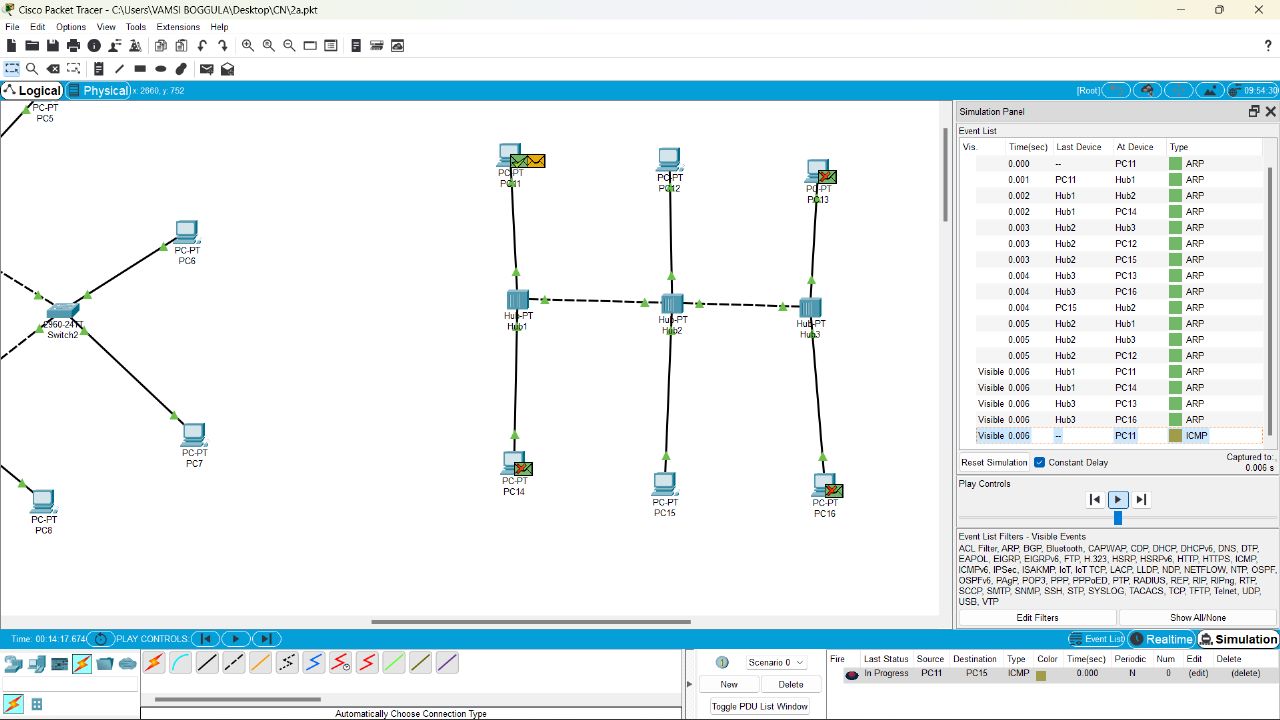 Cisco Packet Tracer - C:\Users\VAMSI BOGGULA\Desktop\CN\2a.pkt
File Edit Options View Tools Extensions Help
?
Logical Physical x: 2660, y: 752 [Root] 09:54:30
PC-PT
PC5
PC-PT
PC6
2960-24TT
Switch2
PC-PT
PC7
PC-PT
PC8
PC-PT
PC11
PC-PT
PC12
PC-PT
PC13
Hub-PT
Hub1
Hub-PT
Hub2
Hub-PT
Hub3
PC-PT
PC14
PC-PT
PC15
PC-PT
PC16
Simulation Panel
Event List
Vis. Time(sec) Last Device At Device Type
0.000 -- PC11 ARP
0.001 PC11 Hub1 ARP
0.002 Hub1 Hub2 ARP
0.002 Hub1 PC14 ARP
0.003 Hub2 Hub3 ARP
0.003 Hub2 PC12 ARP
0.003 Hub2 PC15 ARP
0.004 Hub3 PC13 ARP
0.004 Hub3 PC16 ARP
0.004 PC15 Hub2 ARP
0.005 Hub2 Hub1 ARP
0.005 Hub2 Hub3 ARP
0.005 Hub2 PC12 ARP
Visible 0.006 Hub1 PC11 ARP
Visible 0.006 Hub1 PC14 ARP
Visible 0.006 Hub3 PC13 ARP
Visible 0.006 Hub3 PC16 ARP
Visible 0.006 -- PC11 ICMP
Reset Simulation Constant Delay Captured to:
0.006 s
Play Controls
Event List Filters - Visible Events
ACL Filter, ARP, BGP, Bluetooth, CAPWAP, CDP, DHCP, DHCPv6, DNS, DTP,
EAPOL, EIGRP, EIGRPv6, FTP, H.323, HSRP, HSRPv6, HTTP, HTTPS, ICMP,
ICMPv6, IPSec, ISAKMP, IoT, IoT TCP, LACP, LLDP, NDP, NETFLOW, NTP, OSPF,
OSPFv6, PAgP, POP3, PPP, PPPoED, PTP, RADIUS, REP, RIP, RIPng, RTP,
SCCP, SMTP, SNMP, SSH, STP, SYSLOG, TACACS, TCP, TFTP, Telnet, UDP,
USB, VTP
Edit Filters Show All/None
Time: 00:14:17.674 PLAY CONTROLS: Event List Realtime Simulation
Automatically Choose Connection Type
Scenario 0
New Delete
Toggle PDU List Window
Fire Last Status Source Destination Type Color Time(sec) Periodic Num Edit Delete
In Progress PC11 PC15 ICMP 0.000 N 0 (edit) (delete)